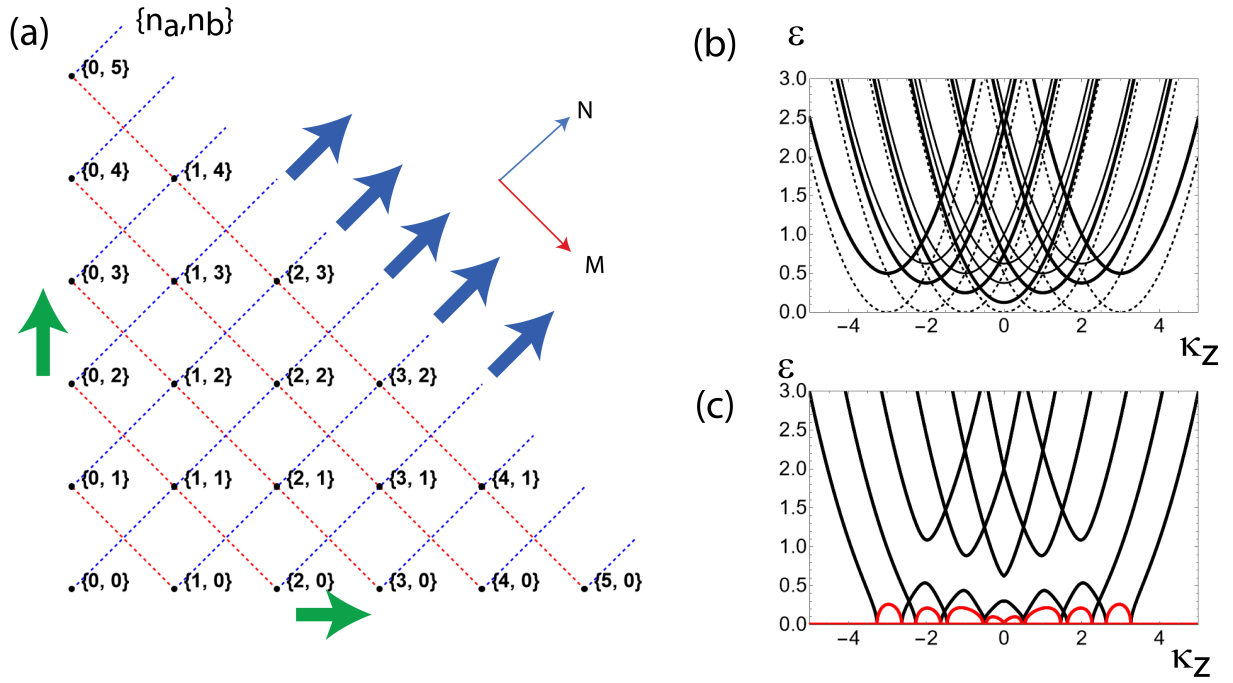 (a)
{nₐ,n_b}
{0, 5}
{0, 4} {1, 4}
{0, 3} {1, 3} {2, 3}
{0, 2} {1, 2} {2, 2} {3, 2}
{0, 1} {1, 1} {2, 1} {3, 1} {4, 1}
{0, 0} {1, 0} {2, 0} {3, 0} {4, 0} {5, 0}
N
M
(b)
ε
3.0
2.5
2.0
1.5
1.0
0.5
0.0
−4 −2 0 2 4
κ_z
(c)
ε
3.0
2.5
2.0
1.5
1.0
0.5
0.0
−4 −2 0 2 4
κ_z